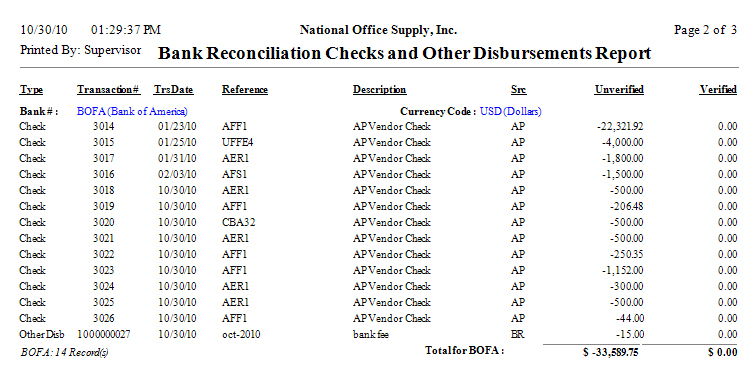 10/30/10 01:29:37 PM National Office Supply, Inc. Page 2 of 3
Printed By: Supervisor Bank Reconciliation Checks and Other Disbursements Report
Type Transaction# TrsDate Reference Description Src Unverified Verified
Bank# : BOFA (Bank of America) Currency Code : USD (Dollars)
Check 3014 01/23/10 AFF1 AP Vendor Check AP -22,321.92 0.00
Check 3015 01/25/10 UFFE4 AP Vendor Check AP -4,000.00 0.00
Check 3017 01/31/10 AER1 AP Vendor Check AP -1,800.00 0.00
Check 3016 02/03/10 AFS1 AP Vendor Check AP -1,500.00 0.00
Check 3018 10/30/10 AER1 AP Vendor Check AP -500.00 0.00
Check 3019 10/30/10 AFF1 AP Vendor Check AP -206.48 0.00
Check 3020 10/30/10 CBA32 AP Vendor Check AP -500.00 0.00
Check 3021 10/30/10 AER1 AP Vendor Check AP -500.00 0.00
Check 3022 10/30/10 AFF1 AP Vendor Check AP -250.35 0.00
Check 3023 10/30/10 AFF1 AP Vendor Check AP -1,152.00 0.00
Check 3024 10/30/10 AER1 AP Vendor Check AP -300.00 0.00
Check 3025 10/30/10 AER1 AP Vendor Check AP -500.00 0.00
Check 3026 10/30/10 AFF1 AP Vendor Check AP -44.00 0.00
Other Disb 1000000027 10/30/10 oct-2010 bank fee BR -15.00 0.00
BOFA: 14 Record(s) Total for BOFA : $ -33,589.75 $ 0.00